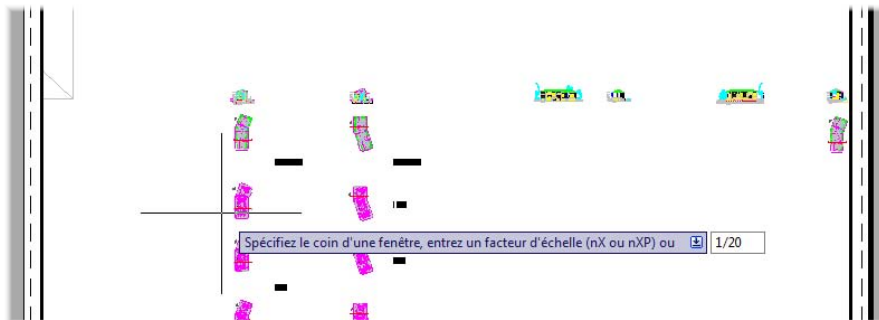 Spécifiez le coin d'une fenêtre, entrez un facteur d'échelle (nX ou nXP) ou 1/20